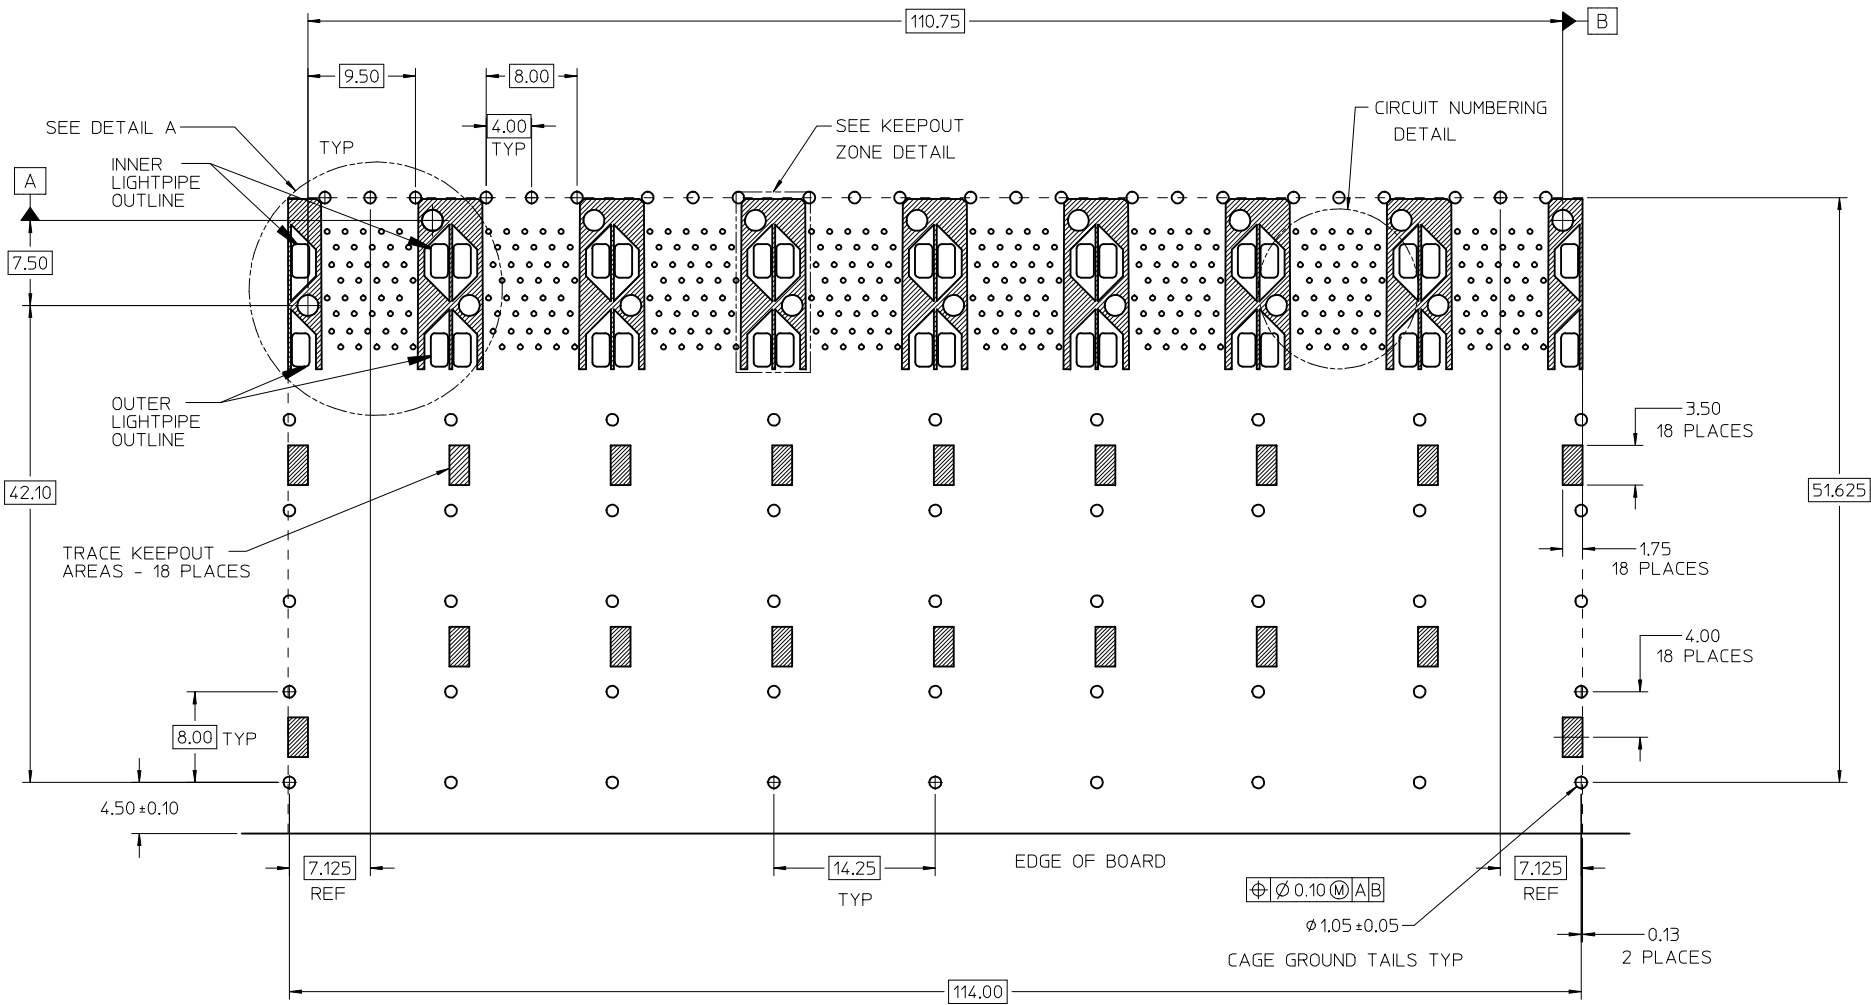 110.75
B
9.50
8.00
SEE DETAIL A
TYP
4.00
TYP
SEE KEEPOUT
ZONE DETAIL
CIRCUIT NUMBERING
DETAIL
INNER
LIGHTPIPE
OUTLINE
A
7.50
OUTER
LIGHTPIPE
OUTLINE
3.50
18 PLACES
42.10
51.625
TRACE KEEPOUT
AREAS - 18 PLACES
1.75
18 PLACES
4.00
18 PLACES
8.00 TYP
4.50±0.10
7.125
REF
14.25
TYP
EDGE OF BOARD
7.125
REF
⌖ Ø 0.10 Ⓜ A B
Ø1.05±0.05
CAGE GROUND TAILS TYP
0.13
2 PLACES
114.00